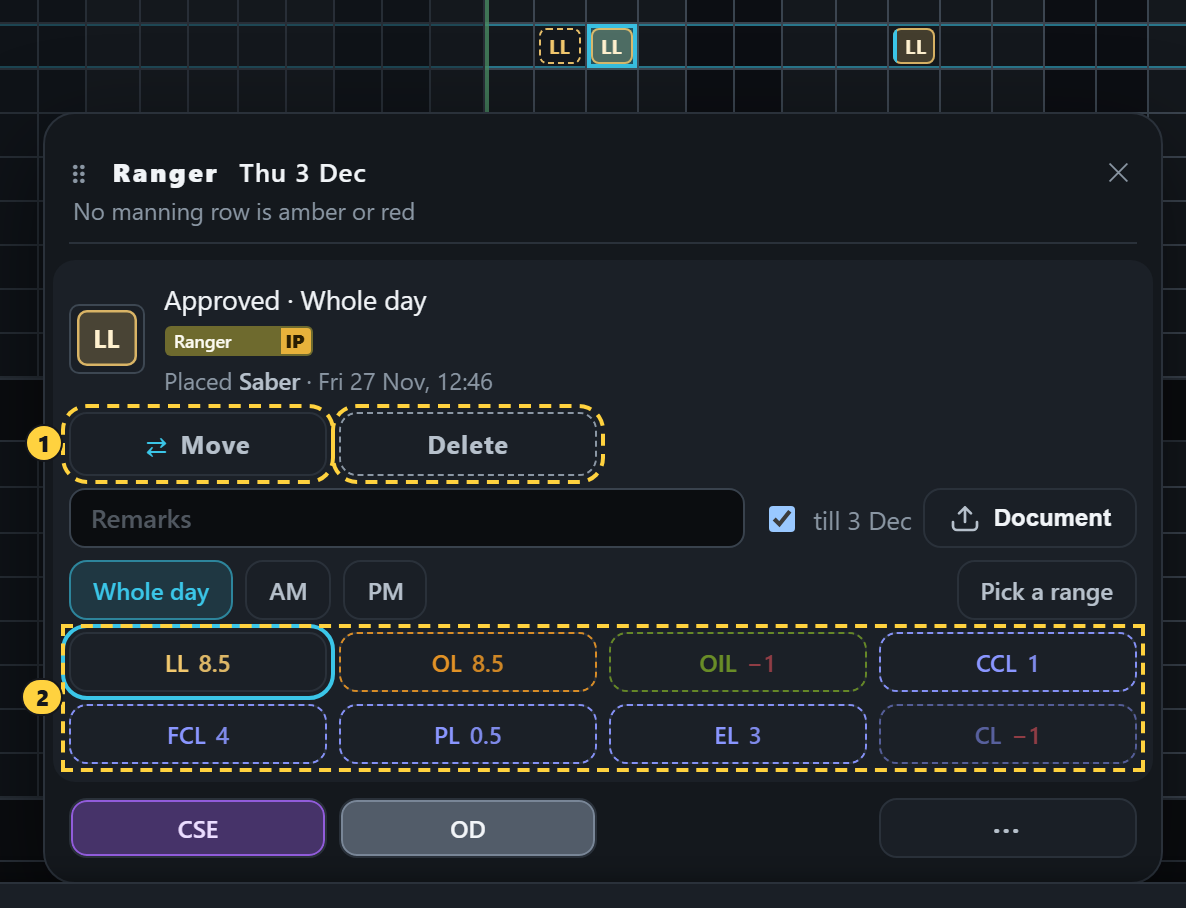 LL LL LL
Ranger Thu 3 Dec
No manning row is amber or red
LL
Approved · Whole day
Ranger IP
Placed Saber · Fri 27 Nov, 12:46
1 Move Delete
Remarks till 3 Dec Document
Whole day AM PM Pick a range
LL 8.5 OL 8.5 OIL −1 CCL 1
2
FCL 4 PL 0.5 EL 3 CL −1
CSE OD ...